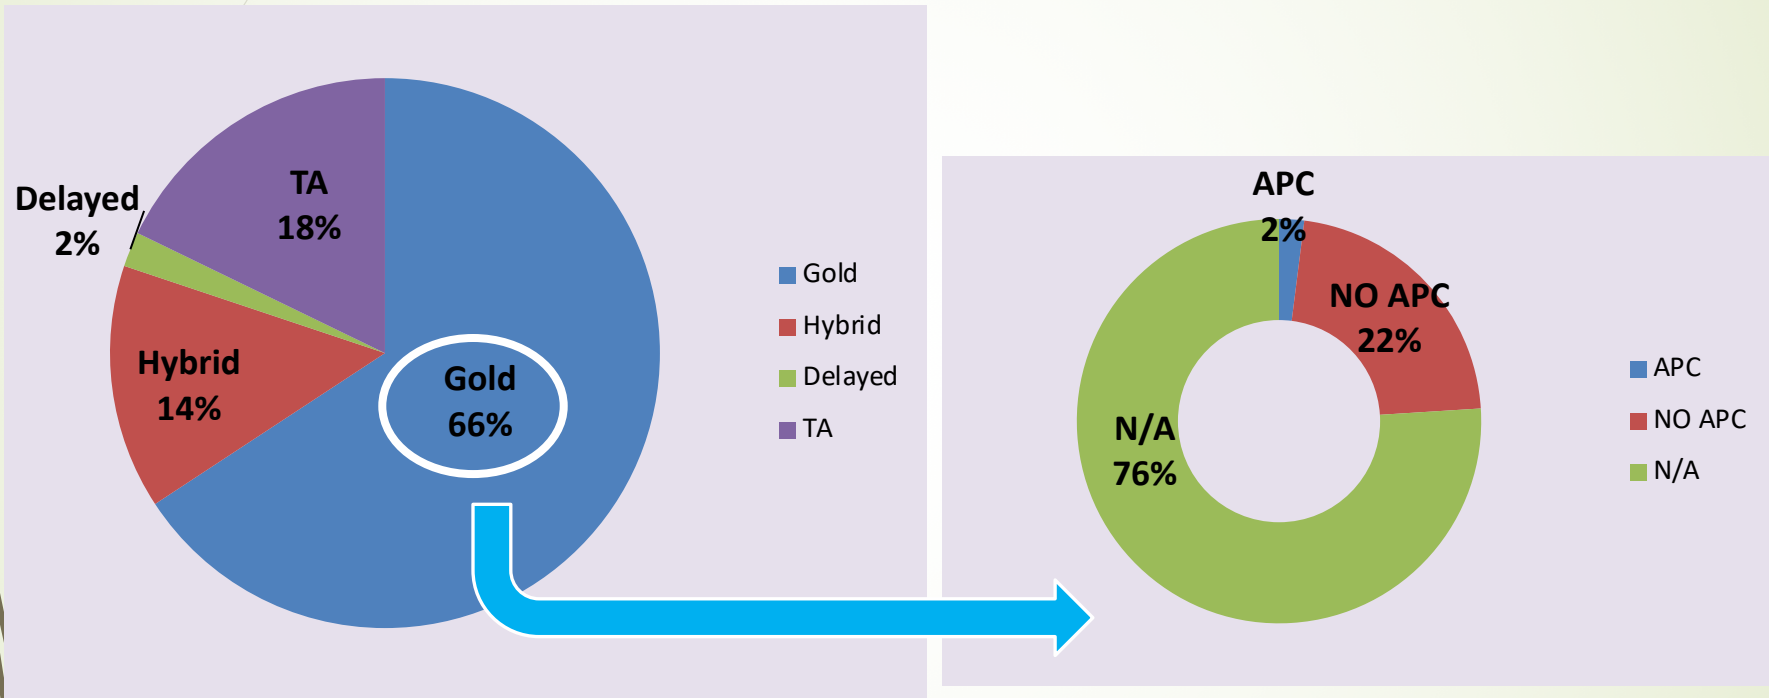 TA
18%
Delayed
2%
Hybrid
14%
Gold
66%
Gold
Hybrid
Delayed
TA
APC
2%
NO APC
22%
N/A
76%
APC
NO APC
N/A